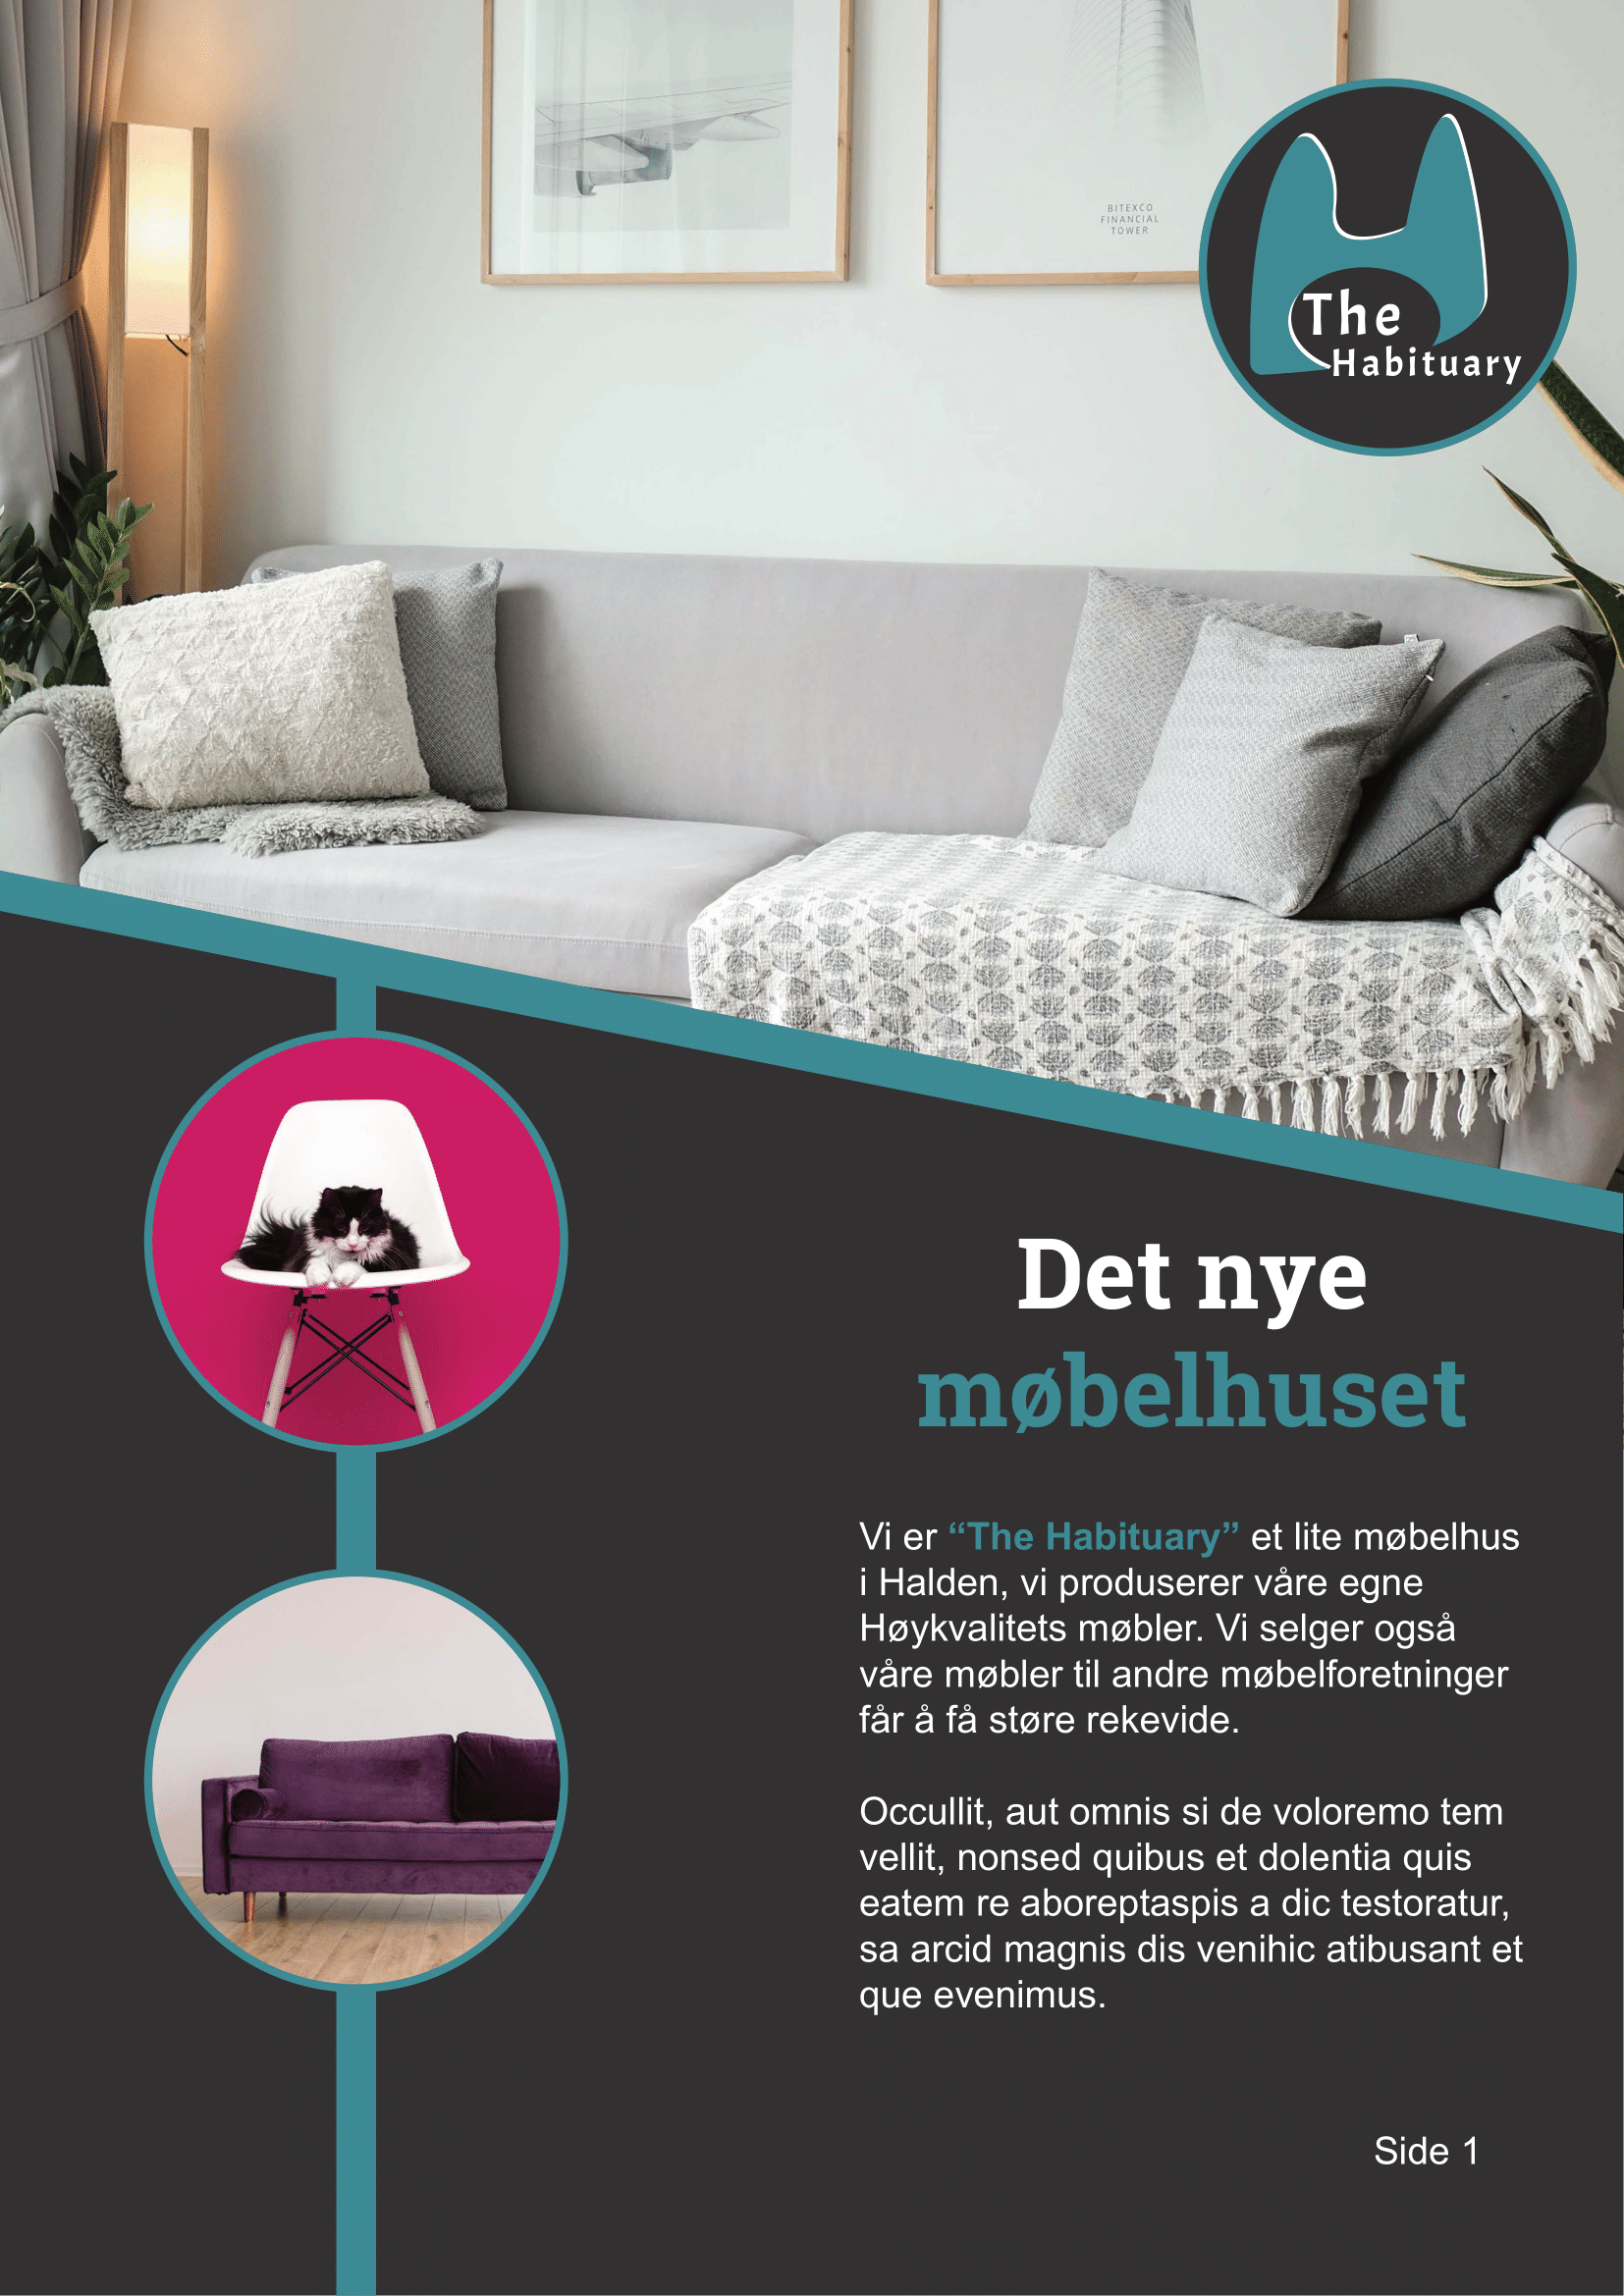 BITEXCO
FINANCIAL
TOWER
The
Habituary
Det nye
møbelhuset
Vi er “The Habituary” et lite møbelhus
i Halden, vi produserer våre egne
Høykvalitets møbler. Vi selger også
våre møbler til andre møbelforetninger
får å få støre rekevide.
Occullit, aut omnis si de voloremo tem
vellit, nonsed quibus et dolentia quis
eatem re aboreptaspis a dic testoratur,
sa arcid magnis dis venihic atibusant et
que evenimus.
Side 1